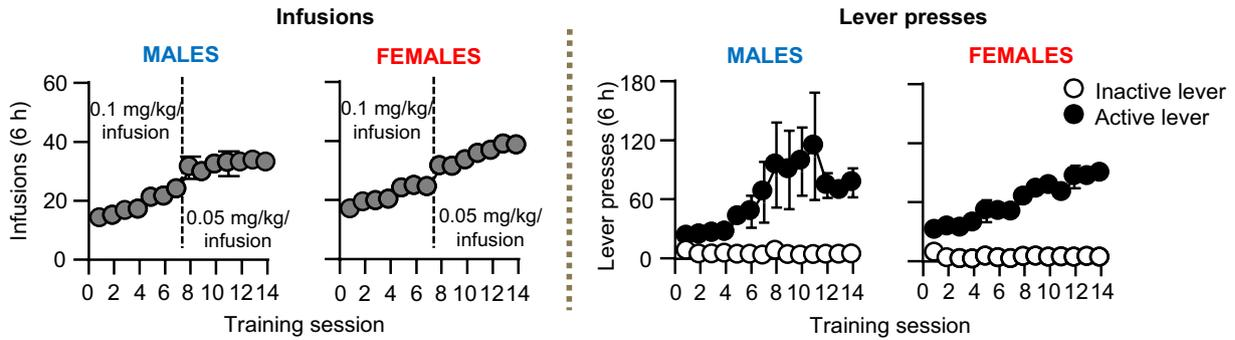 Infusions
Lever presses
MALES
FEMALES
MALES
FEMALES
Infusions (6 h)
60
40
20
0
0.1 mg/kg/
infusion
0.05 mg/kg/
infusion
0.1 mg/kg/
infusion
0.05 mg/kg/
infusion
0 2 4 6 8 10 12 14
0 2 4 6 8 10 12 14
Training session
Lever presses (6 h)
180
120
60
0
Inactive lever
Active lever
0 2 4 6 8 10 12 14
0 2 4 6 8 10 12 14
Training session